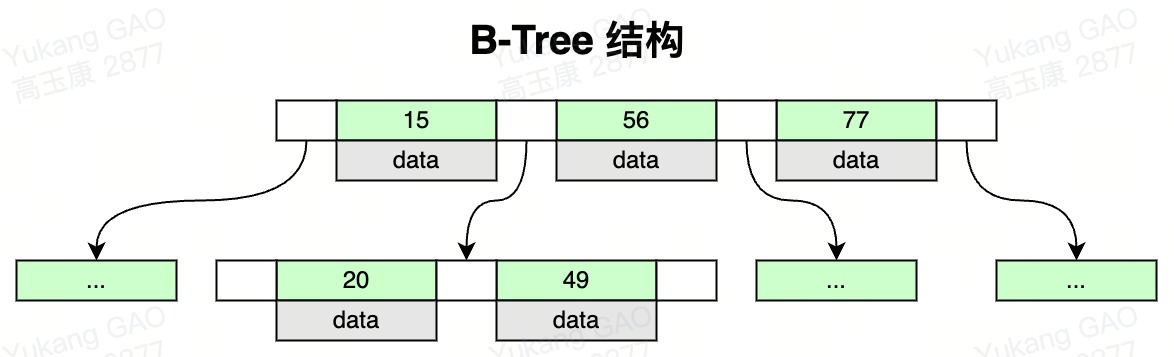 Yukang GAO
高玉康 2877
Yukang GAO
高玉康 2877
Yukang GAO
高玉康 2877
B-Tree 结构
15 56 77
data data data
... 20 49 ... ...
data data
Yukang GAO
2877
Yukang GAO
2877
Yukang GAO
2877